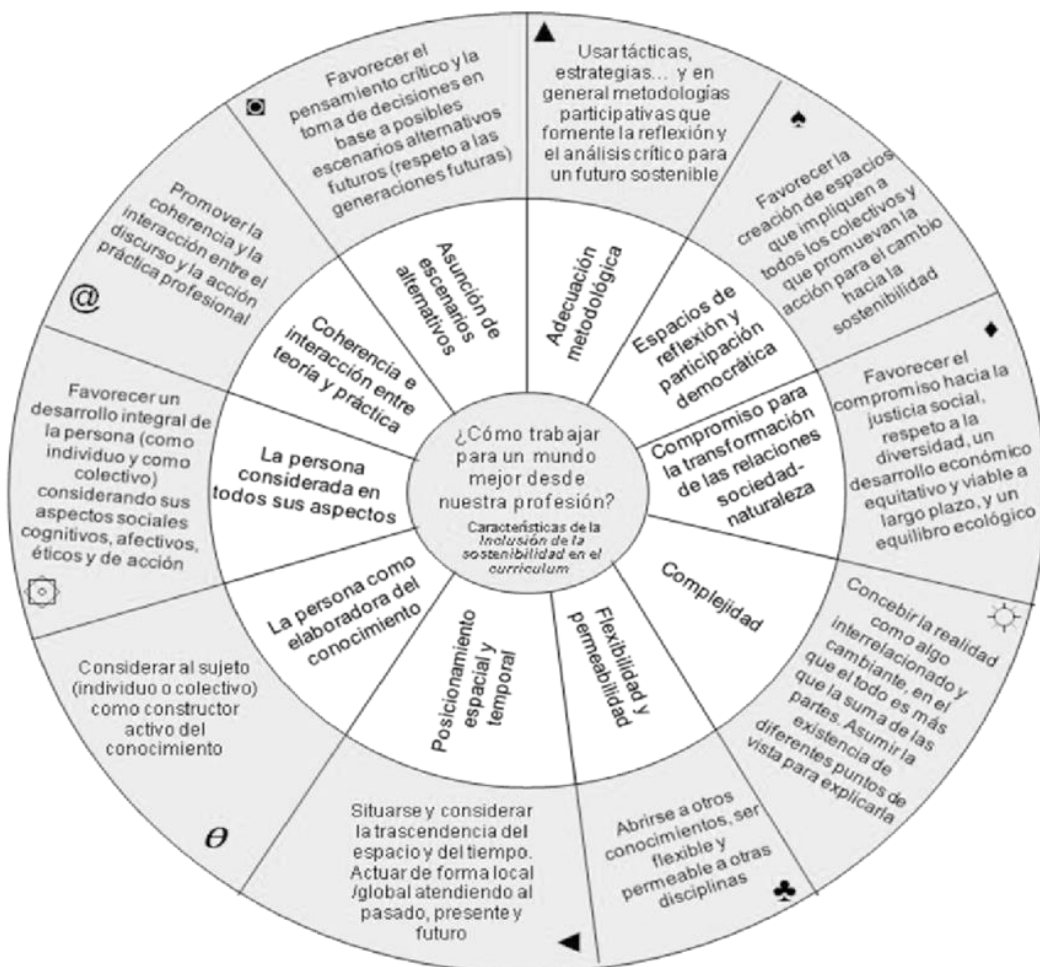 ¿Cómo trabajar
para un mundo
mejor desde
nuestra profesión?
Características de la
Inclusión de la
sostenibilidad en el
curriculum
Adecuación
metodológica
▲
Usar tácticas,
estrategias... y en
general metodologías
participativas que
fomente la reflexión y
el análisis crítico para
un futuro sostenible
Espacios de
reflexión y
participación
democrática
♠
Favorecer la
creación de espacios
que impliquen a
todos los colectivos y
que promuevan la
acción para el cambio
hacia la
sostenibilidad
Compromiso para
la transformación
de las relaciones
sociedad-
naturaleza
♦
Favorecer el
compromiso hacia la
justicia social,
respeto a la
diversidad, un
desarrollo económico
equitativo y viable a
largo plazo, y un
equilibro ecológico
Complejidad
Concebir la realidad
como algo
interrelacionado y
cambiante, en el
que el todo es más
que la suma de las
partes. Asumir la
existencia de
diferentes puntos de
vista para explicarla
Flexibilidad y
permeabilidad
Abrirse a otros
conocimientos, ser
flexible y
permeable a otras
disciplinas
♣
Posicionamiento
espacial y
temporal
Situarse y considerar
la trascendencia del
espacio y del tiempo.
Actuar de forma local
/global atendiendo al
pasado, presente y
futuro
◄
La persona como
elaboradora del
conocimiento
Considerar al sujeto
(individuo o colectivo)
como constructor
activo del
conocimiento
θ
La persona
considerada en
todos sus aspectos
Favorecer un
desarrollo integral de
la persona (como
individuo y como
colectivo)
considerando sus
aspectos sociales
cognitivos, afectivos,
éticos y de acción
Coherencia e
interacción entre
teoría y práctica
Promover la
coherencia y la
interacción entre el
discurso y la acción
práctica profesional
@
Asunción de
escenarios
alternativos
Favorecer el
pensamiento crítico y la
toma de decisiones en
base a posibles
escenarios alternativos
futuros (respeto a las
generaciones futuras)